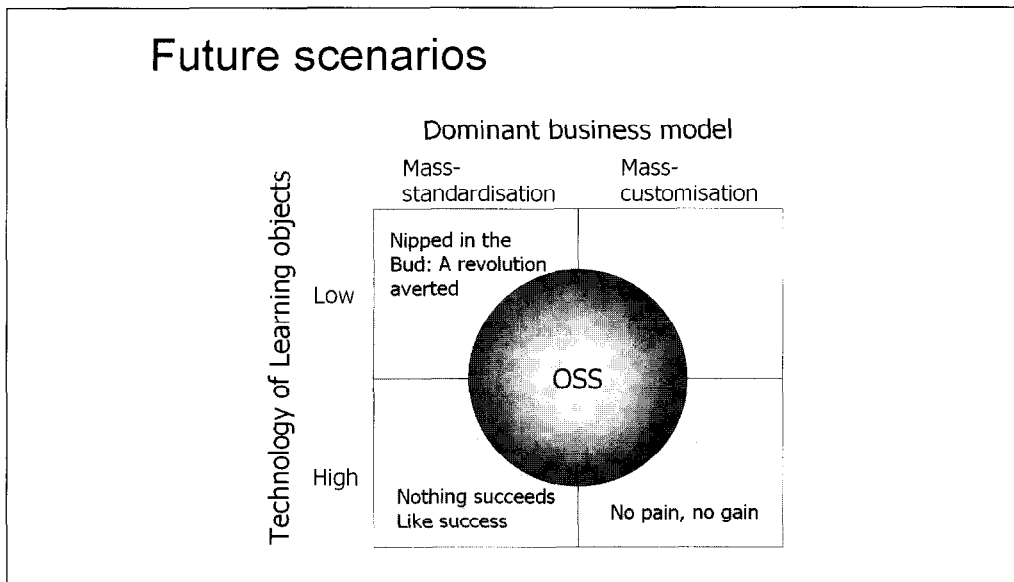 Future scenarios
Dominant business model
Mass-
standardisation
Mass-
customisation
Technology of Learning objects
Low
Nipped in the
Bud: A revolution
averted
OSS
High
Nothing succeeds
Like success
No pain, no gain